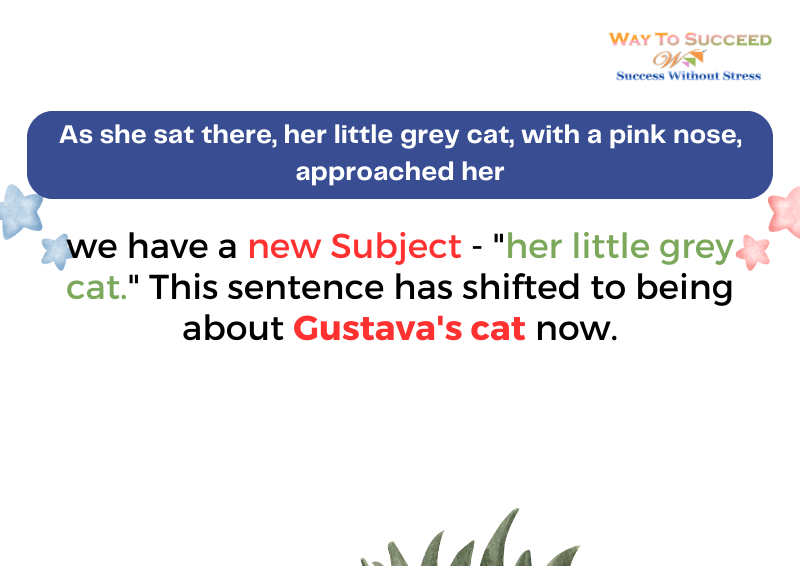 WAY TO SUCCEED
W
Success Without Stress
As she sat there, her little grey cat, with a pink nose,
approached her
we have a new Subject - "her little grey
cat." This sentence has shifted to being
about Gustava's cat now.